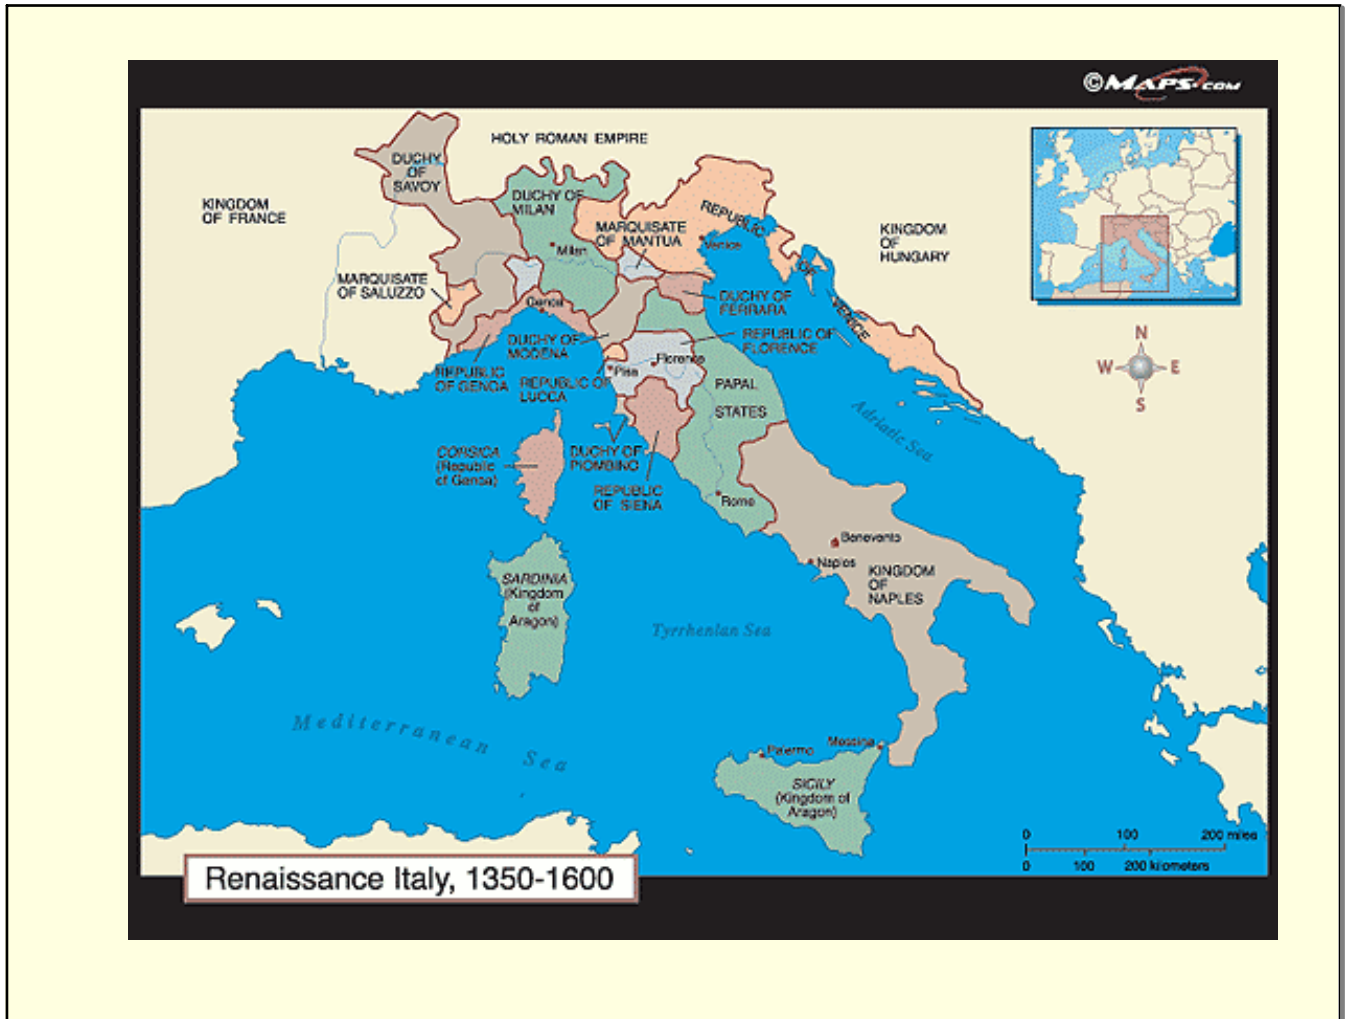 ©MAPS.COM
HOLY ROMAN EMPIRE
DUCHY
OF
SAVOY
KINGDOM
OF FRANCE
DUCHY OF
MILAN
REPUBLIC
OF
VENICE
MARQUISATE
OF MANTUA
Venice
Milan
KINGDOM
OF
HUNGARY
MARQUISATE
OF SALUZZO
DUCHY OF
FERRARA
Genoa
DUCHY OF
MODENA
REPUBLIC OF
FLORENCE
Florence
Pisa
REPUBLIC
OF GENOA
REPUBLIC OF
LUCCA
PAPAL
STATES
N
W
E
S
Adriatic Sea
CORSICA
(Republic
of Genoa)
DUCHY OF
PIOMBINO
REPUBLIC
OF SIENA
Rome
Benevento
Naples
KINGDOM
OF
NAPLES
SARDINIA
(Kingdom
of
Aragon)
Tyrrhenian Sea
Mediterranean Sea
Palermo
Messina
SICILY
(Kingdom of
Aragon)
0 100 200 miles
0 100 200 kilometers
Renaissance Italy, 1350-1600